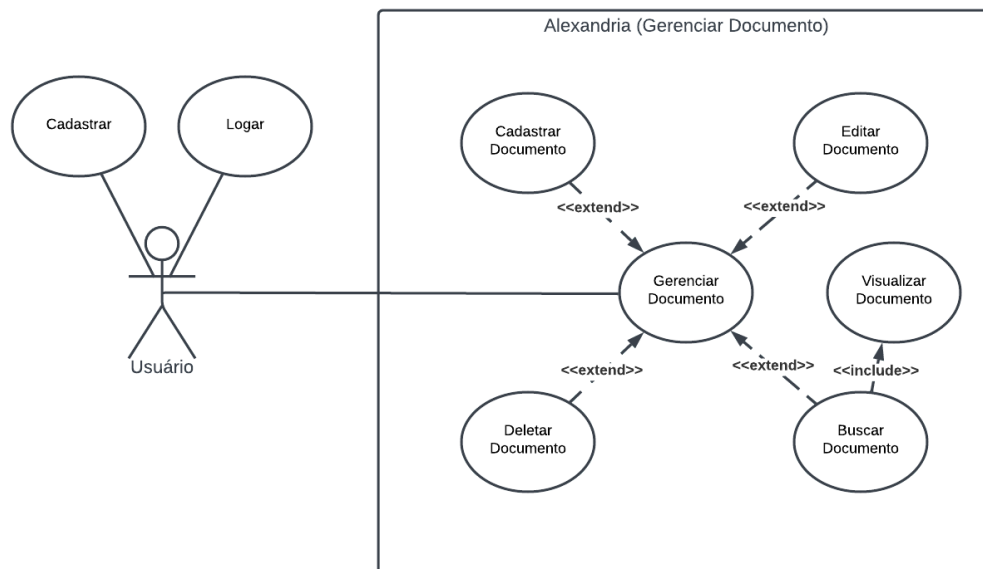 Alexandria (Gerenciar Documento)
Cadastrar
Logar
Cadastrar
Documento
Editar
Documento
<<extend>>
<<extend>>
Gerenciar
Documento
Visualizar
Documento
Usuário
<<extend>>
<<extend>>
<<include>>
Deletar
Documento
Buscar
Documento